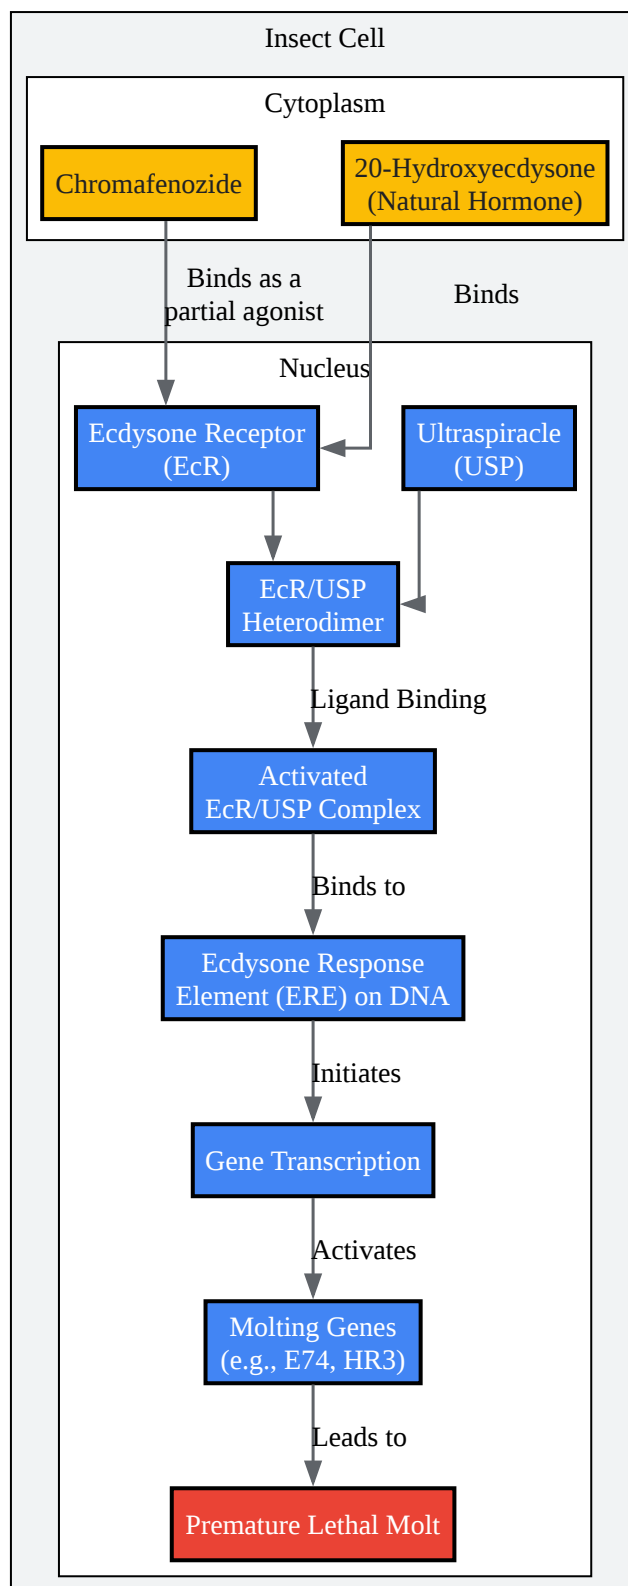 Insect Cell
Cytoplasm
Chromafenozide
20-Hydroxyecdysone
(Natural Hormone)
Binds as a
partial agonist
Binds
Nucleus
Ecdysone Receptor
(EcR)
Ultraspiracle
(USP)
EcR/USP
Heterodimer
Ligand Binding
Activated
EcR/USP Complex
Binds to
Ecdysone Response
Element (ERE) on DNA
Initiates
Gene Transcription
Activates
Molting Genes
(e.g., E74, HR3)
Leads to
Premature Lethal Molt